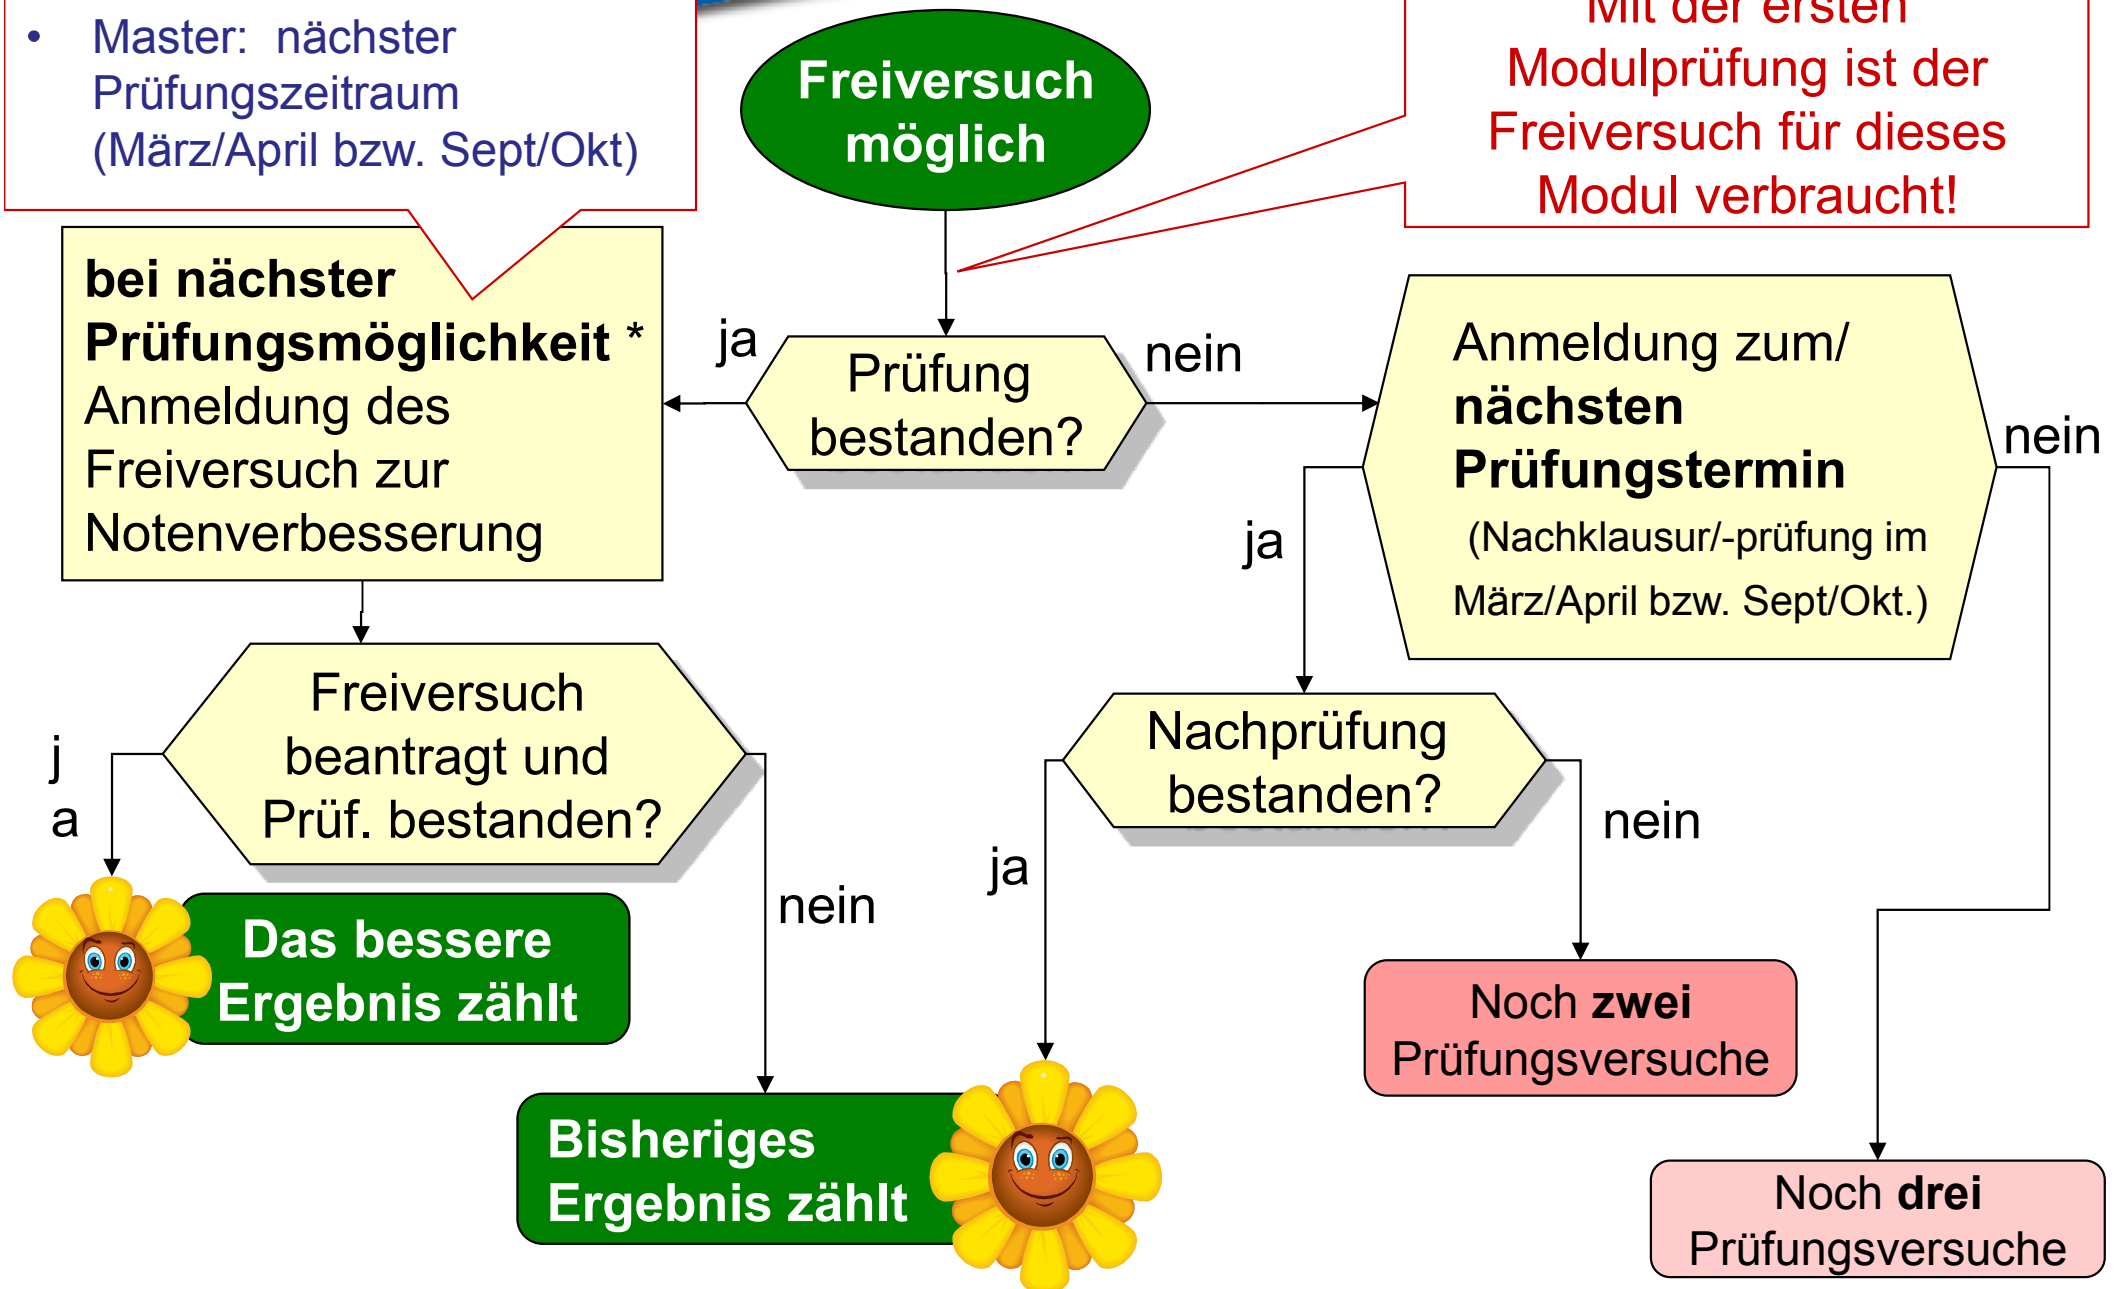 • Master: nächster
Prüfungszeitraum
(März/April bzw. Sept/Okt)
Freiversuch
möglich
Mit der ersten
Modulprüfung ist der
Freiversuch für dieses
Modul verbraucht!
bei nächster
Prüfungsmöglichkeit *
Anmeldung des
Freiversuch zur
Notenverbesserung
ja
Prüfung
bestanden?
nein
Anmeldung zum/
nächsten
Prüfungstermin
(Nachklausur/-prüfung im
März/April bzw. Sept/Okt.)
nein
ja
Freiversuch
beantragt und
Prüf. bestanden?
j
a
nein
Nachprüfung
bestanden?
ja
nein
Das bessere
Ergebnis zählt
Bisheriges
Ergebnis zählt
Noch zwei
Prüfungsversuche
Noch drei
Prüfungsversuche